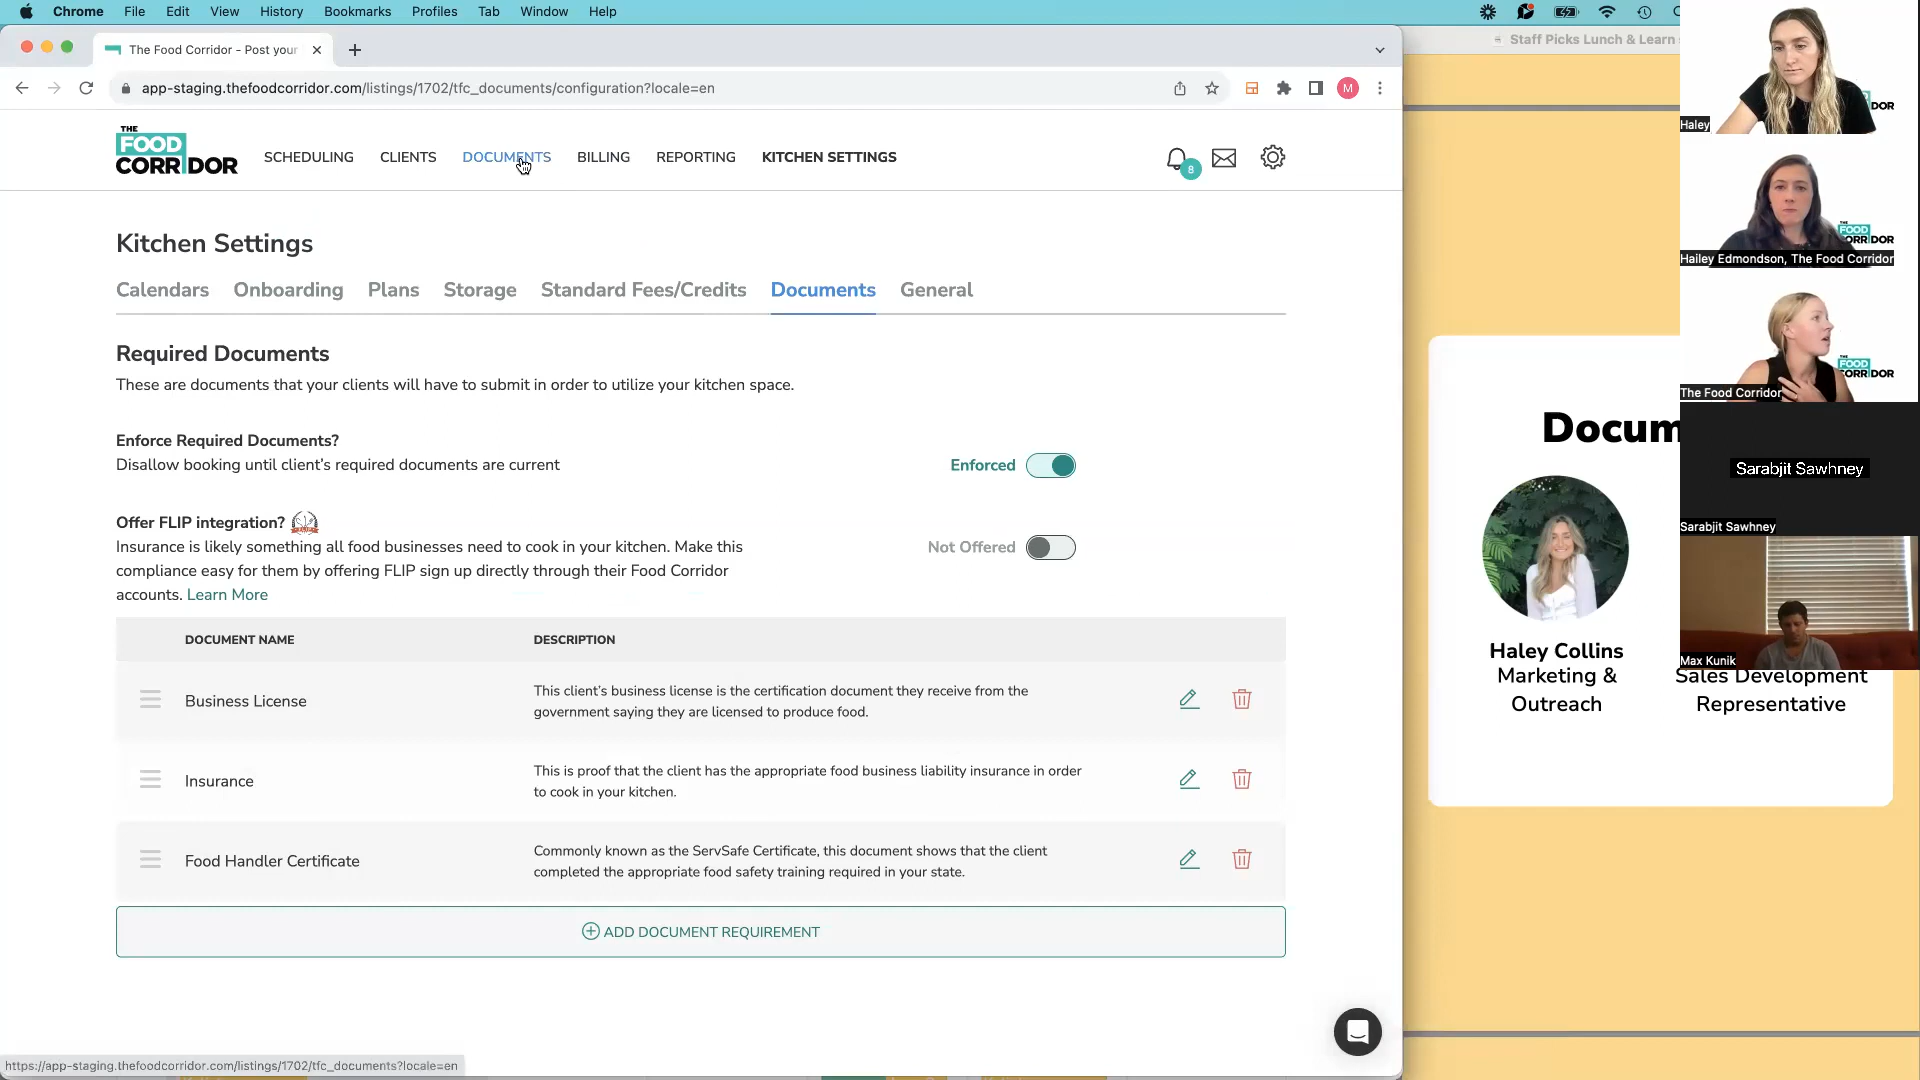 Chrome File Edit View History Bookmarks Profiles Tab Window Help
Staff Picks Lunch & Learn
The Food Corridor - Post your
app-staging.thefoodcorridor.com/listings/1702/tfc_documents/configuration?locale=en
M
THE
FOOD
CORRIDOR
SCHEDULING CLIENTS DOCUMENTS BILLING REPORTING KITCHEN SETTINGS
8
Kitchen Settings
Calendars Onboarding Plans Storage Standard Fees/Credits Documents General
Required Documents
These are documents that your clients will have to submit in order to utilize your kitchen space.
Enforce Required Documents?
Disallow booking until client's required documents are current
Enforced
Offer FLIP integration?
Insurance is likely something all food businesses need to cook in your kitchen. Make this
compliance easy for them by offering FLIP sign up directly through their Food Corridor
accounts. Learn More
Not Offered
DOCUMENT NAME DESCRIPTION
Business License
This client's business license is the certification document they receive from the
government saying they are licensed to produce food.
Insurance
This is proof that the client has the appropriate food business liability insurance in order
to cook in your kitchen.
Food Handler Certificate
Commonly known as the ServSafe Certificate, this document shows that the client
completed the appropriate food safety training required in your state.
ADD DOCUMENT REQUIREMENT
https://app-staging.thefoodcorridor.com/listings/1702/tfc_documents?locale=en
Docum
Haley Collins
Marketing &
Outreach
Sales Development
Representative
DOR
Haley
FOOD
ORRIDOR
Hailey Edmondson, The Food Corridor
FOOD
CORRIDOR
The Food Corridor
Sarabjit Sawhney
Sarabjit Sawhney
Max Kunik